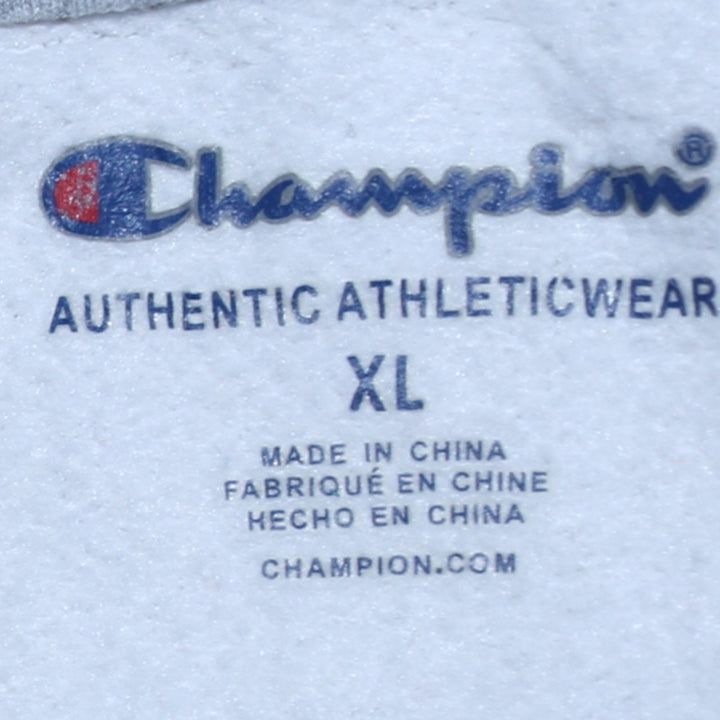 Champion®
AUTHENTIC ATHLETICWEAR
XL
MADE IN CHINA
FABRIQUÉ EN CHINE
HECHO EN CHINA
CHAMPION.COM